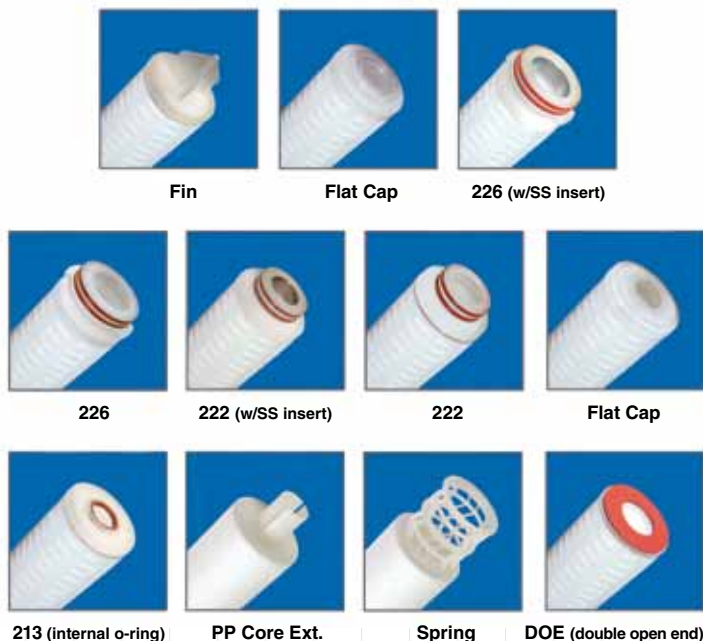 Fin
Flat Cap
226 (w/SS insert)
226
222 (w/SS insert)
222
Flat Cap
213 (internal o-ring)
PP Core Ext.
Spring
DOE (double open end)